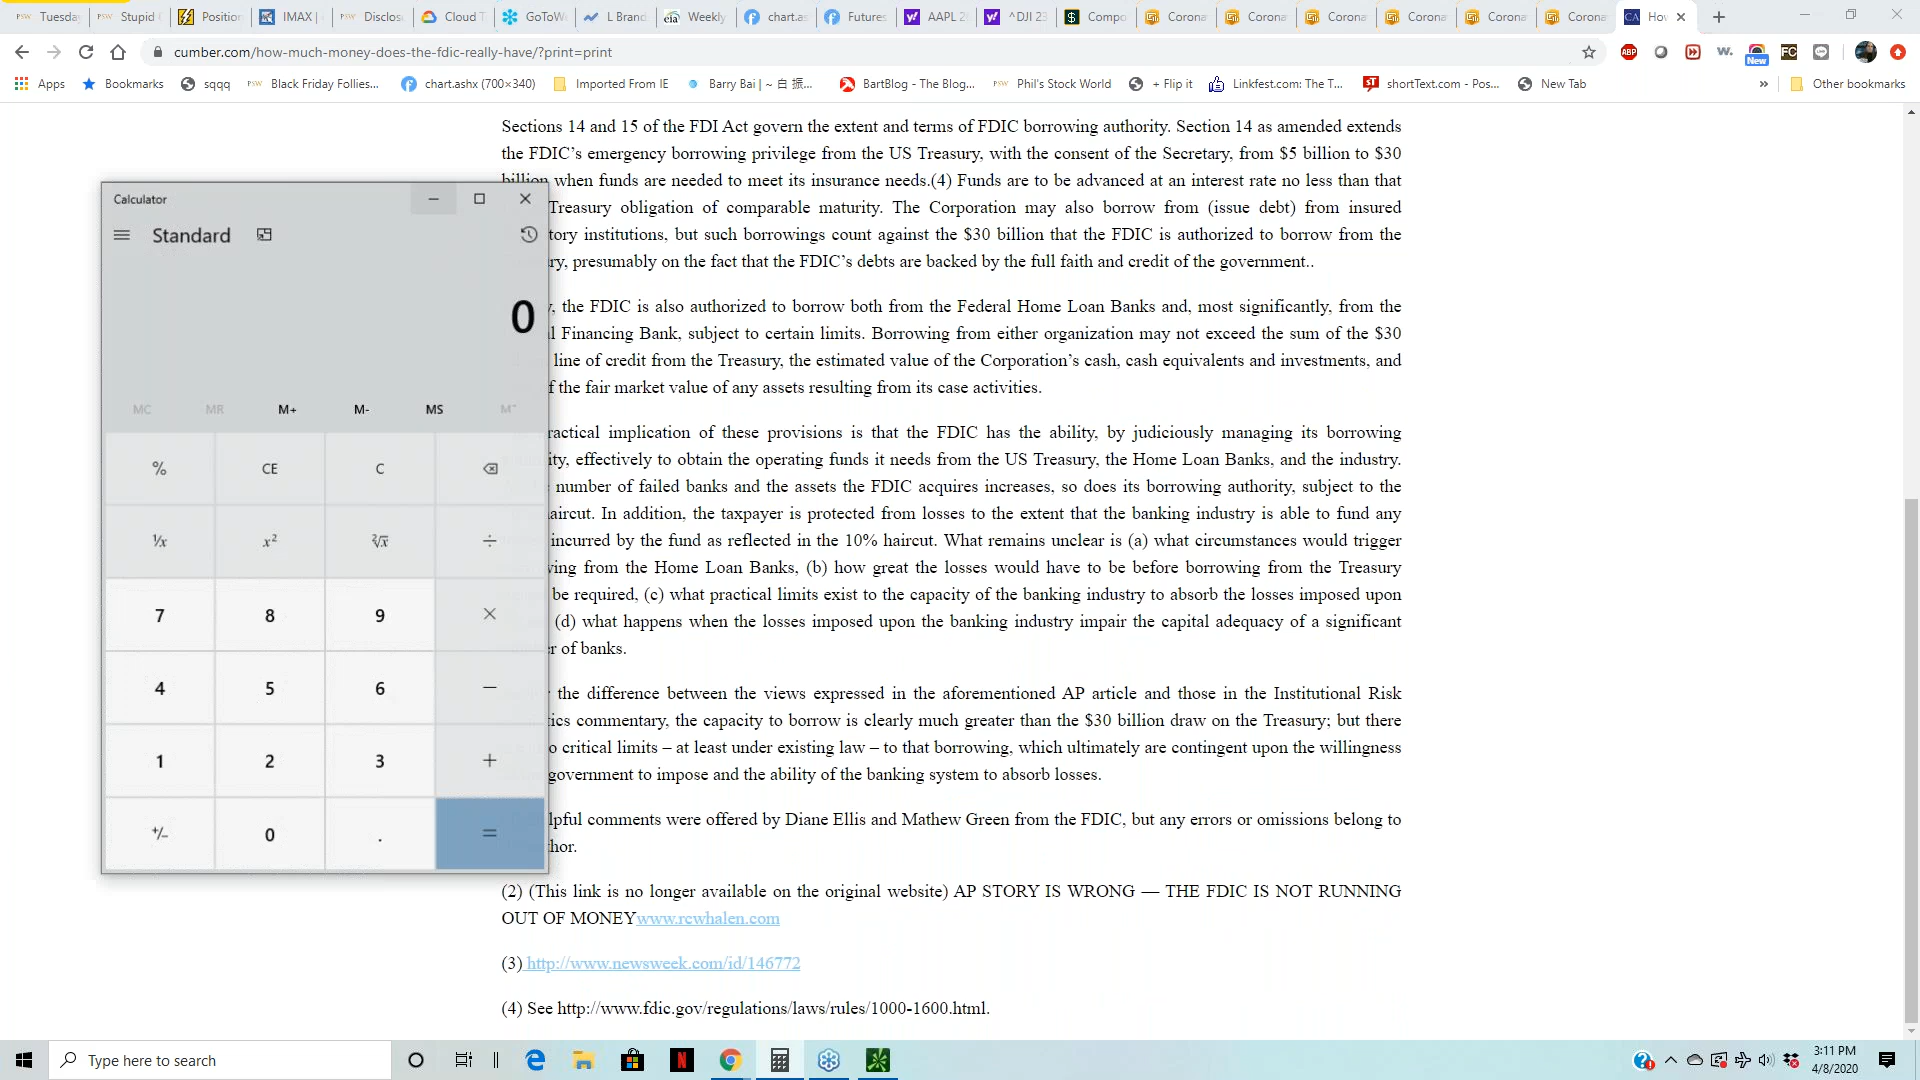 Tuesday
Stupid
Position
IMAX |
Disclos
Cloud T
GoToW
L Brand
Weekly
chart.as
Futures
AAPL 2
^DJI 23
Compo
Corona
Corona
Corona
Corona
Corona
Corona
How
cumber.com/how-much-money-does-the-fdic-really-have/?print=print
Apps
Bookmarks
sqqq
Black Friday Follies...
chart.ashx (700×340)
Imported From IE
Barry Bai | ~ 白 振...
BartBlog - The Blog...
Phil's Stock World
+ Flip it
Linkfest.com: The T...
shortText.com - Pos...
New Tab
»
Other bookmarks
Sections 14 and 15 of the FDI Act govern the extent and terms of FDIC borrowing authority. Section 14 as amended extends
the FDIC’s emergency borrowing privilege from the US Treasury, with the consent of the Secretary, from $5 billion to $30
billion when funds are needed to meet its insurance needs.(4) Funds are to be advanced at an interest rate no less than that
Treasury obligation of comparable maturity. The Corporation may also borrow from (issue debt) from insured
tory institutions, but such borrowings count against the $30 billion that the FDIC is authorized to borrow from the
ry, presumably on the fact that the FDIC’s debts are backed by the full faith and credit of the government..
, the FDIC is also authorized to borrow both from the Federal Home Loan Banks and, most significantly, from the
l Financing Bank, subject to certain limits. Borrowing from either organization may not exceed the sum of the $30
line of credit from the Treasury, the estimated value of the Corporation’s cash, cash equivalents and investments, and
f the fair market value of any assets resulting from its case activities.
ractical implication of these provisions is that the FDIC has the ability, by judiciously managing its borrowing
ity, effectively to obtain the operating funds it needs from the US Treasury, the Home Loan Banks, and the industry.
number of failed banks and the assets the FDIC acquires increases, so does its borrowing authority, subject to the
aircut. In addition, the taxpayer is protected from losses to the extent that the banking industry is able to fund any
incurred by the fund as reflected in the 10% haircut. What remains unclear is (a) what circumstances would trigger
ing from the Home Loan Banks, (b) how great the losses would have to be before borrowing from the Treasury
be required, (c) what practical limits exist to the capacity of the banking industry to absorb the losses imposed upon
(d) what happens when the losses imposed upon the banking industry impair the capital adequacy of a significant
r of banks.
the difference between the views expressed in the aforementioned AP article and those in the Institutional Risk
ics commentary, the capacity to borrow is clearly much greater than the $30 billion draw on the Treasury; but there
o critical limits – at least under existing law – to that borrowing, which ultimately are contingent upon the willingness
government to impose and the ability of the banking system to absorb losses.
lpful comments were offered by Diane Ellis and Mathew Green from the FDIC, but any errors or omissions belong to
hor.
(2) (This link is no longer available on the original website) AP STORY IS WRONG — THE FDIC IS NOT RUNNING
OUT OF MONEYwww.rcwhalen.com
(3) http://www.newsweek.com/id/146772
(4) See http://www.fdic.gov/regulations/laws/rules/1000-1600.html.
Calculator
Standard
0
MC MR M+ M- MS M˅
% CE C
¹/x x² ²√x ÷
7 8 9 ×
4 5 6 −
1 2 3 +
+/− 0 . =
Type here to search
3:11 PM
4/8/2020